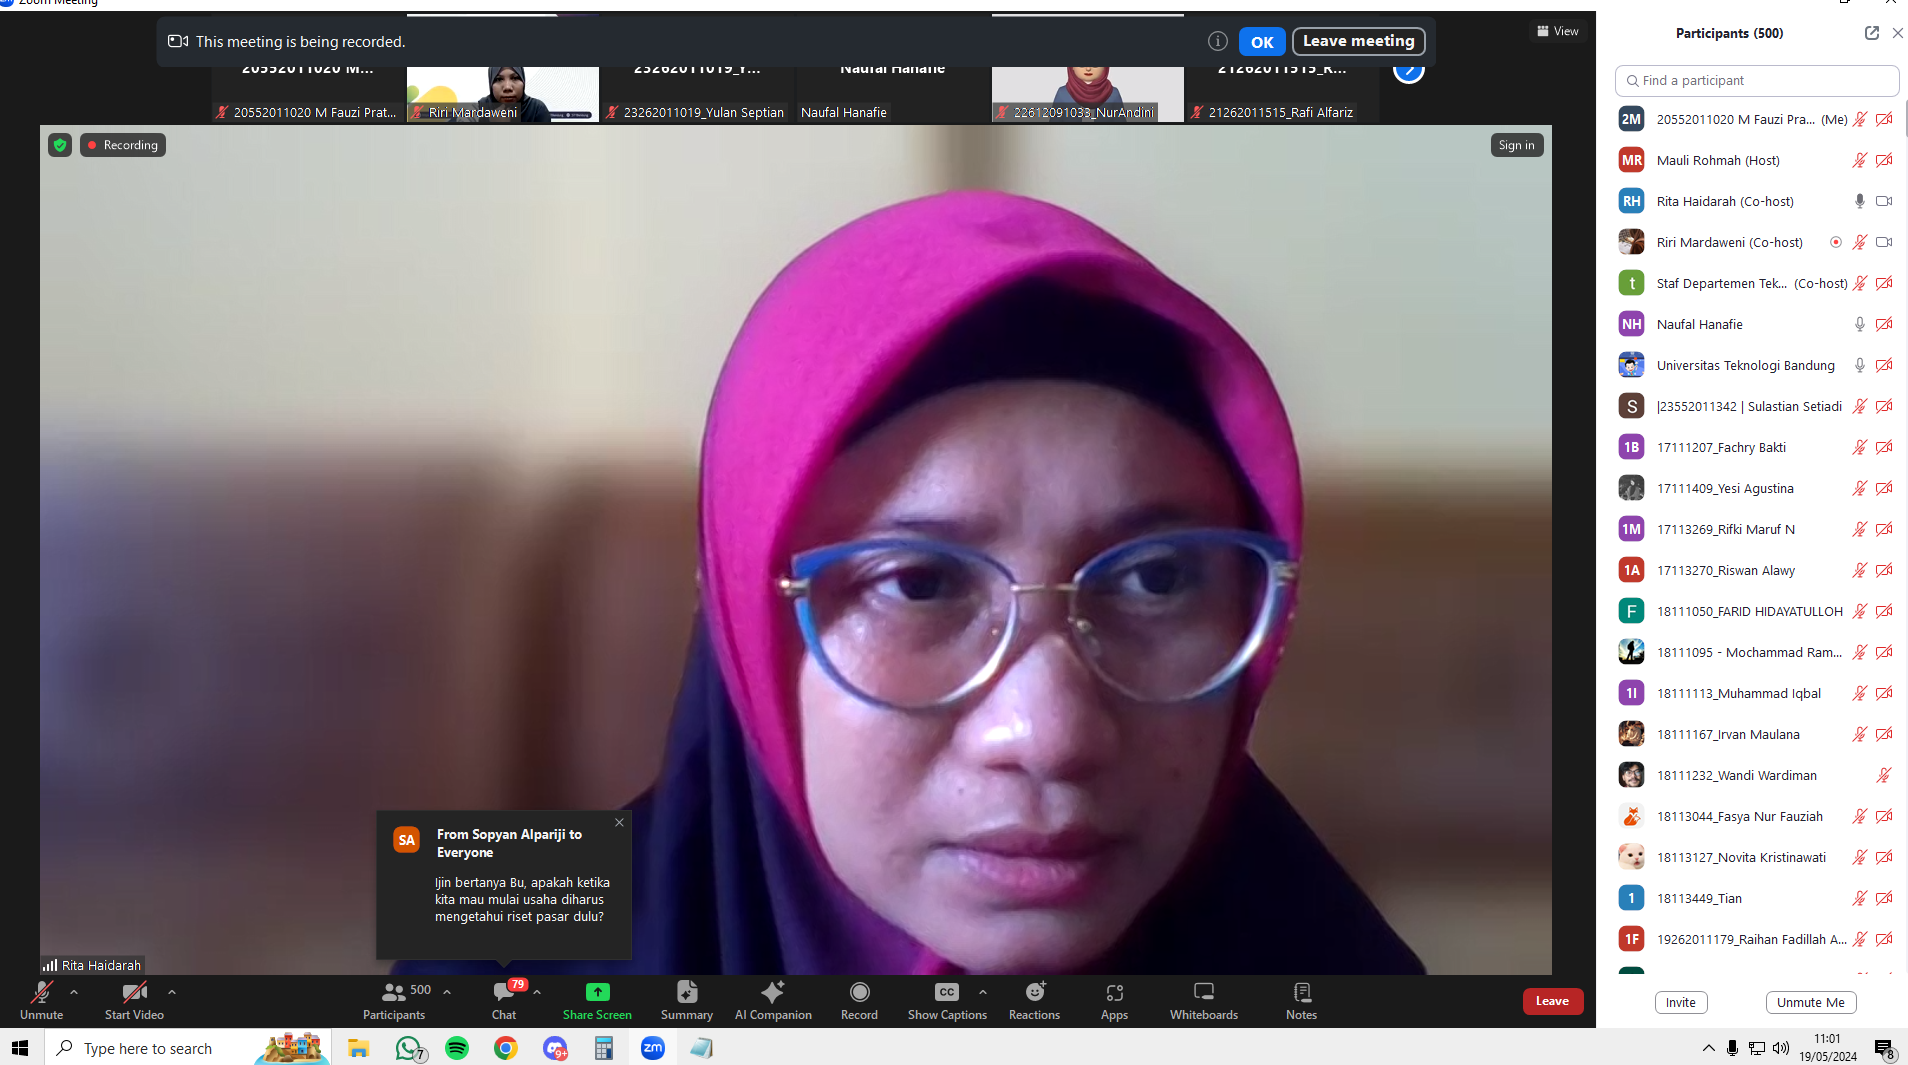 Zoom Meeting
This meeting is being recorded.
OK
Leave meeting
View
20552011020 M...
23262011019_Y...
Naufal Hanafie
21262011515_R...
20552011020 M Fauzi Prat...
Riri Mardaweni
23262011019_Yulan Septian
Naufal Hanafie
22612091033_NurAndini
21262011515_Rafi Alfariz
Recording
Sign in
From Sopyan Alpariji to
Everyone
SA
Ijin bertanya Bu, apakah ketika
kita mau mulai usaha diharus
mengetahui riset pasar dulu?
Rita Haidarah
Unmute
Start Video
500
Participants
79
Chat
Share Screen
Summary
AI Companion
Record
CC
Show Captions
Reactions
Apps
Whiteboards
Notes
Leave
Participants (500)
Find a participant
2M 20552011020 M Fauzi Pra... (Me)
MR Mauli Rohmah (Host)
RH Rita Haidarah (Co-host)
Riri Mardaweni (Co-host)
t Staf Departemen Tek... (Co-host)
NH Naufal Hanafie
Universitas Teknologi Bandung
S |23552011342 | Sulastian Setiadi
1B 17111207_Fachry Bakti
17111409_Yesi Agustina
1M 17113269_Rifki Maruf N
1A 17113270_Riswan Alawy
F 18111050_FARID HIDAYATULLOH
18111095 - Mochammad Ram...
1I 18111113_Muhammad Iqbal
18111167_Irvan Maulana
18111232_Wandi Wardiman
18113044_Fasya Nur Fauziah
18113127_Novita Kristinawati
1 18113449_Tian
1F 19262011179_Raihan Fadillah A...
Invite
Unmute Me
Type here to search
7
9+
zm
11:01
19/05/2024
8